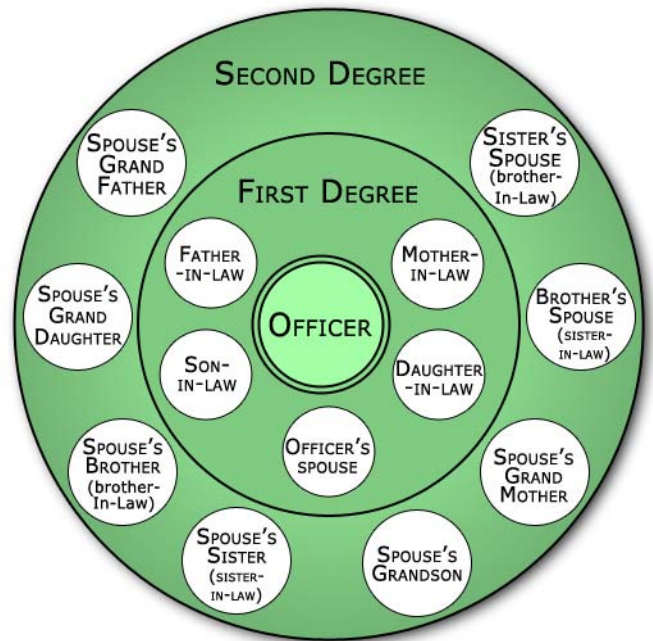 SECOND DEGREE
SPOUSE'S
GRAND
FATHER
SISTER'S
SPOUSE
(brother-
In-Law)
FIRST DEGREE
FATHER
-IN-LAW
MOTHER-
IN-LAW
SPOUSE'S
GRAND
DAUGHTER
OFFICER
BROTHER'S
SPOUSE
(SISTER-
IN-LAW)
SON-
IN-LAW
DAUGHTER
-IN-LAW
SPOUSE'S
BROTHER
(brother-
In-Law)
OFFICER'S
SPOUSE
SPOUSE'S
GRAND
MOTHER
SPOUSE'S
SISTER
(SISTER-
IN-LAW)
SPOUSE'S
GRANDSON